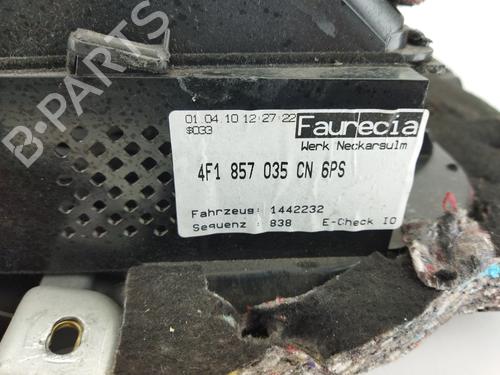 B-PARTS
01.04.10 12:27:22
$033
Faurecia
Werk Neckarsulm
4F1 857 035 CN 6PS
Fahrzeug: 1442232
Sequenz : 838 E-Check IO